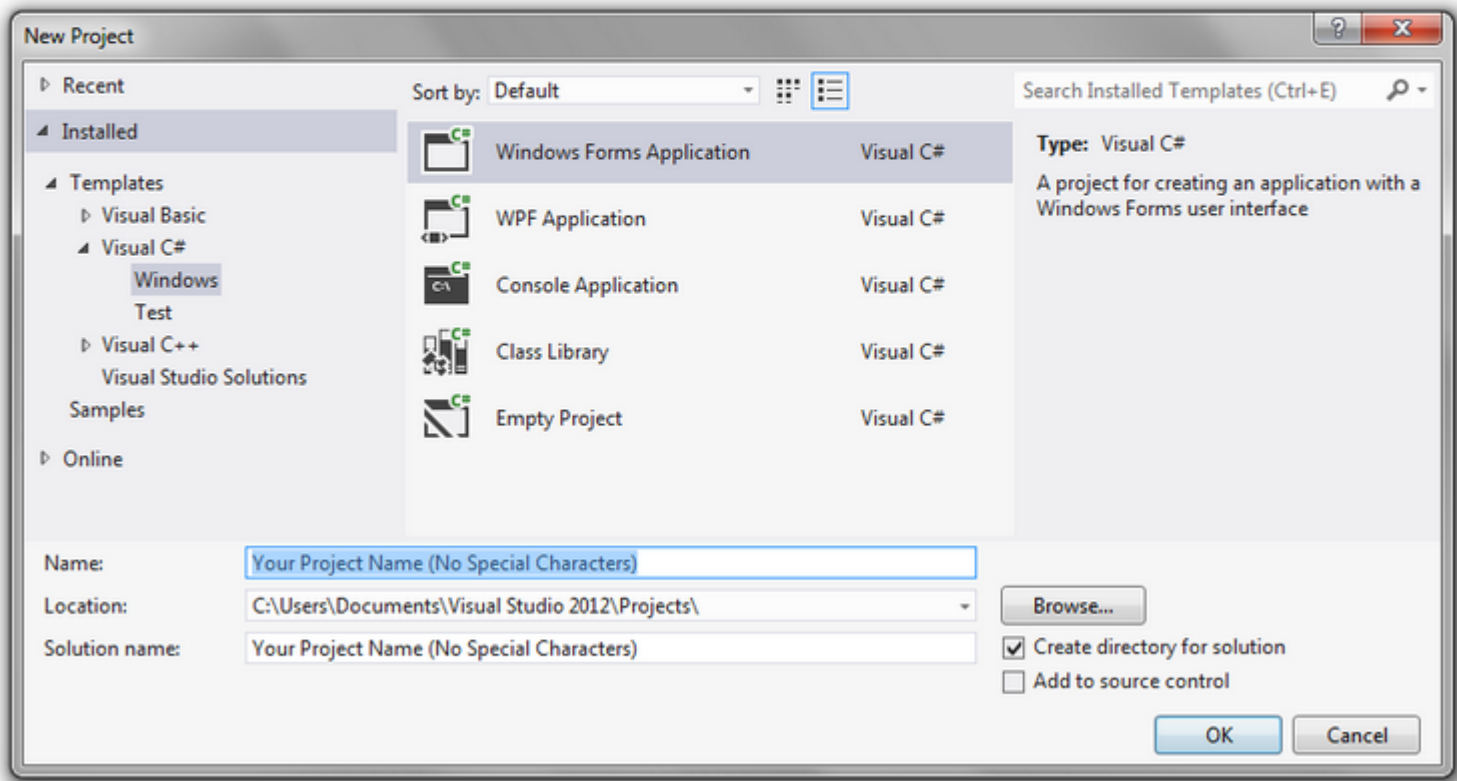 New Project
Recent
Installed
Templates
Visual Basic
Visual C#
Windows
Test
Visual C++
Visual Studio Solutions
Samples
Online
Sort by: Default
C# Windows Forms Application Visual C#
C# WPF Application Visual C#
C# C:\ Console Application Visual C#
C# Class Library Visual C#
C# Empty Project Visual C#
Search Installed Templates (Ctrl+E)
Type: Visual C#
A project for creating an application with a
Windows Forms user interface
Name: Your Project Name (No Special Characters)
Location: C:\Users\Documents\Visual Studio 2012\Projects\ Browse...
Solution name: Your Project Name (No Special Characters) Create directory for solution
Add to source control
OK Cancel